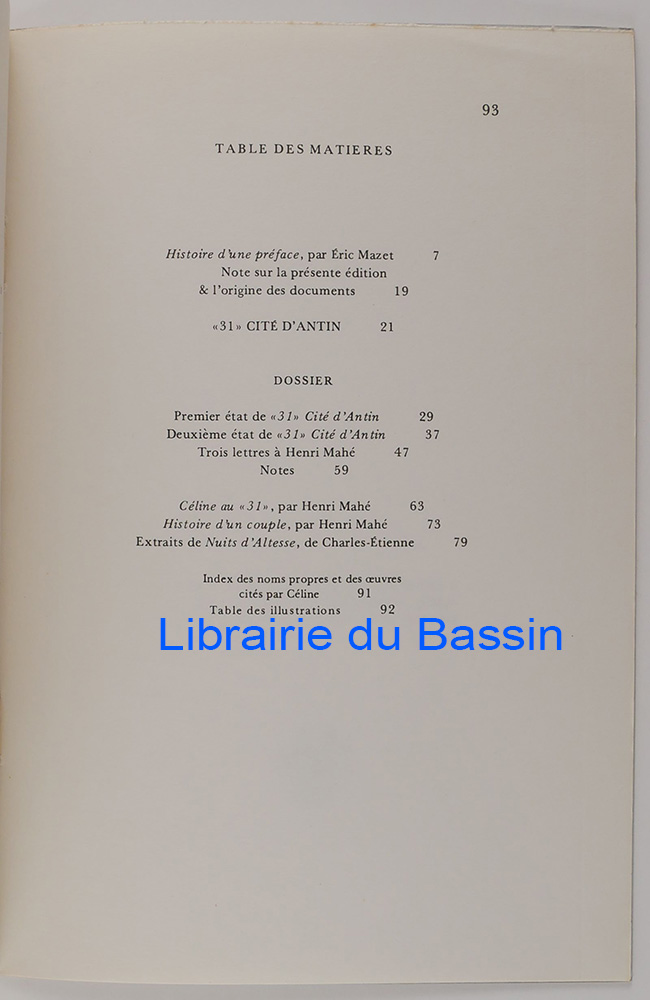 93
TABLE DES MATIERES
Histoire d'une préface, par Éric Mazet 7
Note sur la présente édition
& l'origine des documents 19
«31» CITÉ D'ANTIN 21
DOSSIER
Premier état de «31» Cité d'Antin 29
Deuxième état de «31» Cité d'Antin 37
Trois lettres à Henri Mahé 47
Notes 59
Céline au «31», par Henri Mahé 63
Histoire d'un couple, par Henri Mahé 73
Extraits de Nuits d'Altesse, de Charles-Étienne 79
Index des noms propres et des œuvres
cités par Céline 91
Table des illustrations 92
Librairie du Bassin